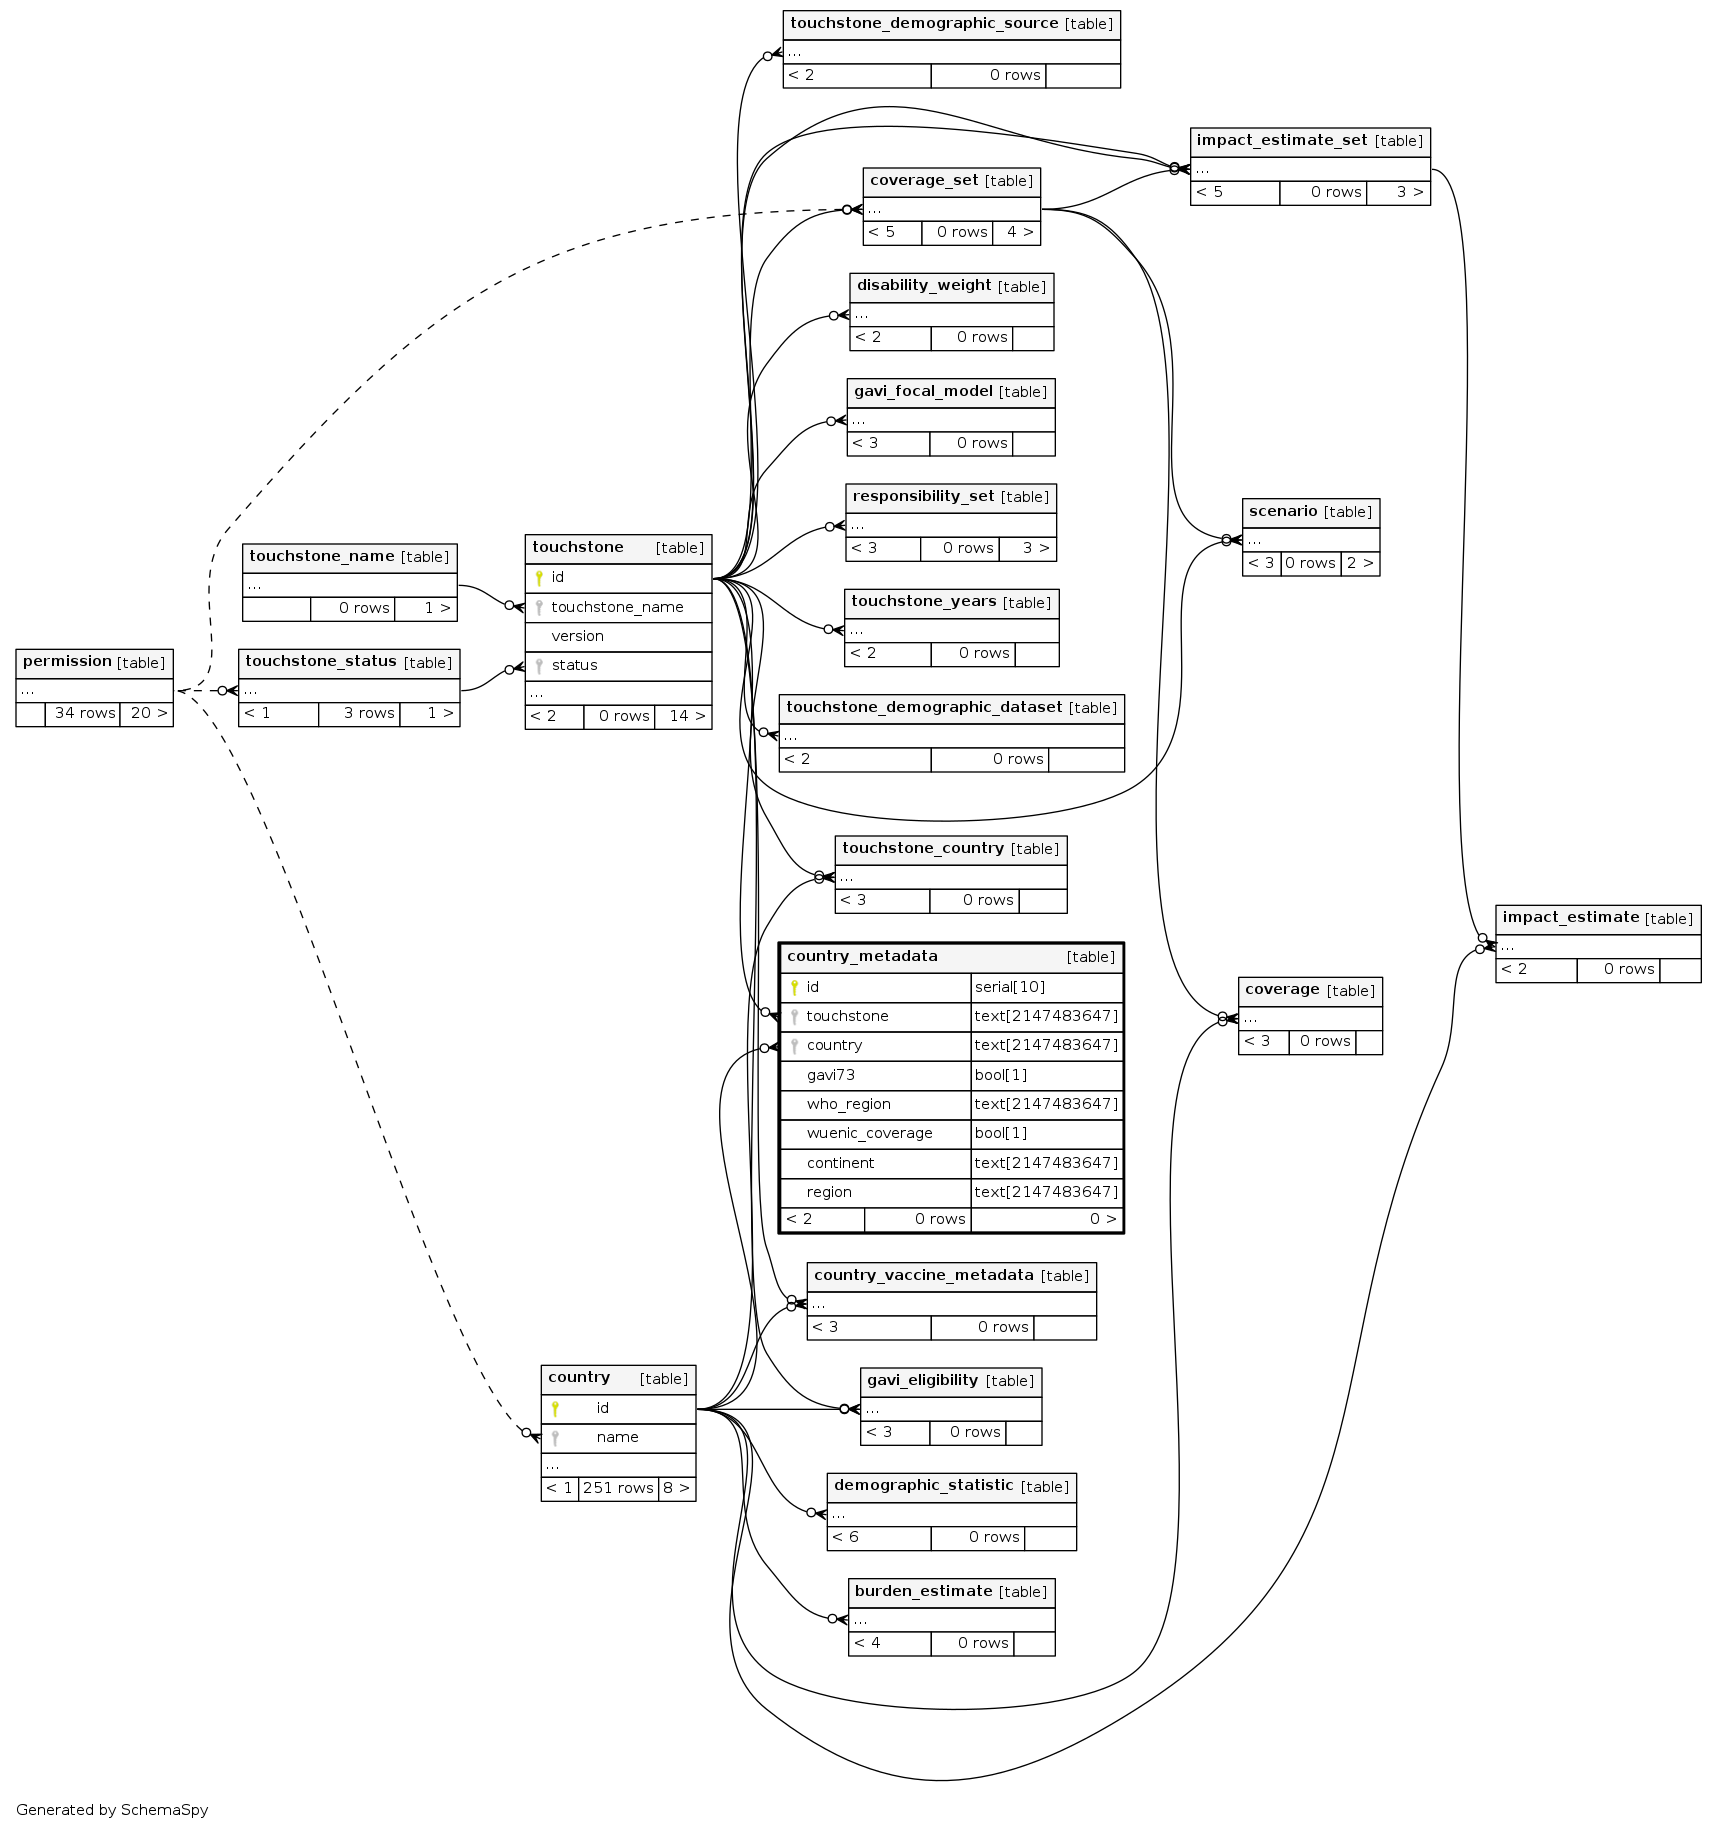 touchstone_demographic_source [table]
...
< 2 0 rows
impact_estimate_set [table]
...
< 5 0 rows 3 >
coverage_set [table]
...
< 5 0 rows 4 >
disability_weight [table]
...
< 2 0 rows
gavi_focal_model [table]
...
< 3 0 rows
responsibility_set [table]
...
< 3 0 rows 3 >
scenario [table]
...
< 3 0 rows 2 >
touchstone_name [table]
...
0 rows 1 >
touchstone [table]
id
touchstone_name
version
status
...
< 2 0 rows 14 >
touchstone_years [table]
...
< 2 0 rows
permission [table]
...
34 rows 20 >
touchstone_status [table]
...
< 1 3 rows 1 >
touchstone_demographic_dataset [table]
...
< 2 0 rows
touchstone_country [table]
...
< 3 0 rows
impact_estimate [table]
...
< 2 0 rows
country_metadata [table]
id serial[10]
touchstone text[2147483647]
country text[2147483647]
gavi73 bool[1]
who_region text[2147483647]
wuenic_coverage bool[1]
continent text[2147483647]
region text[2147483647]
< 2 0 rows 0 >
coverage [table]
...
< 3 0 rows
country_vaccine_metadata [table]
...
< 3 0 rows
country [table]
id
name
...
< 1 251 rows 8 >
gavi_eligibility [table]
...
< 3 0 rows
demographic_statistic [table]
...
< 6 0 rows
burden_estimate [table]
...
< 4 0 rows
Generated by SchemaSpy